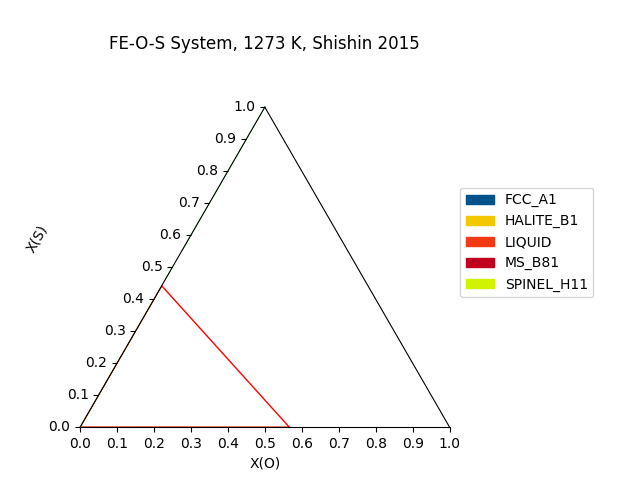 FE-O-S System, 1273 K, Shishin 2015
1.0
0.9
0.8
0.7
0.6
0.5
0.4
0.3
0.2
0.1
0.0
X(S)
0.0 0.1 0.2 0.3 0.4 0.5 0.6 0.7 0.8 0.9 1.0
X(O)
FCC_A1
HALITE_B1
LIQUID
MS_B81
SPINEL_H11